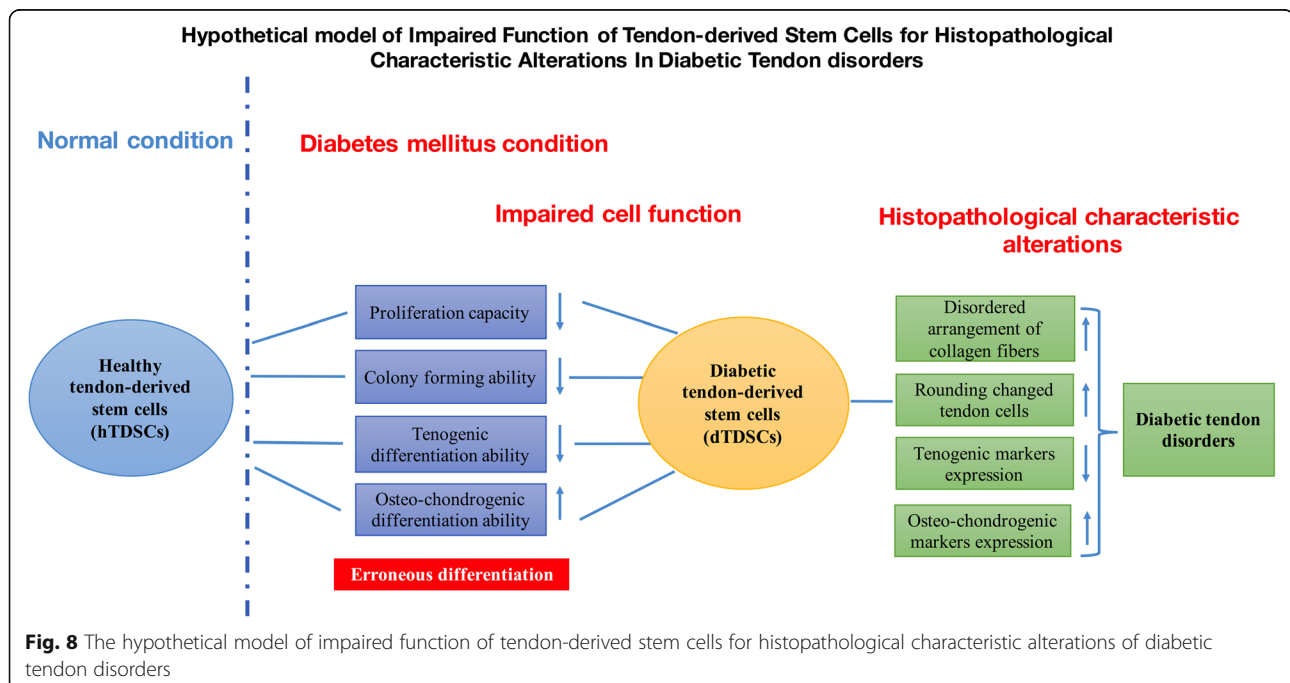 Hypothetical model of Impaired Function of Tendon-derived Stem Cells for Histopathological
Characteristic Alterations In Diabetic Tendon disorders
Normal condition
Diabetes mellitus condition
Impaired cell function
Histopathological characteristic
alterations
Healthy
tendon-derived
stem cells
(hTDSCs)
Proliferation capacity
Colony forming ability
Tenogenic
differentiation ability
Osteo-chondrogenic
differentiation ability
Erroneous differentiation
Diabetic
tendon-derived
stem cells
(dTDSCs)
Disordered
arrangement of
collagen fibers
Rounding changed
tendon cells
Tenogenic markers
expression
Osteo-chondrogenic
markers expression
Diabetic tendon
disorders
Fig. 8 The hypothetical model of impaired function of tendon-derived stem cells for histopathological characteristic alterations of diabetic
tendon disorders